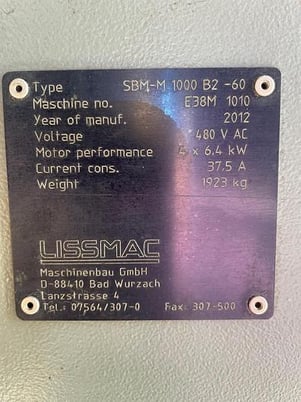 Type SBM-M 1000 B2 -60
Maschine no. E38M 1010
Year of manuf. 2012
Voltage 480 V AC
Motor performance 4 x 6,4 kW
Current cons. 37.5 A
Weight 1923 kg
LISSMAC
Maschinenbau GmbH
D-88410 Bad Wurzach
Lanzstrasse 4
Tel.: 07564/307-0 Fax: 307-500